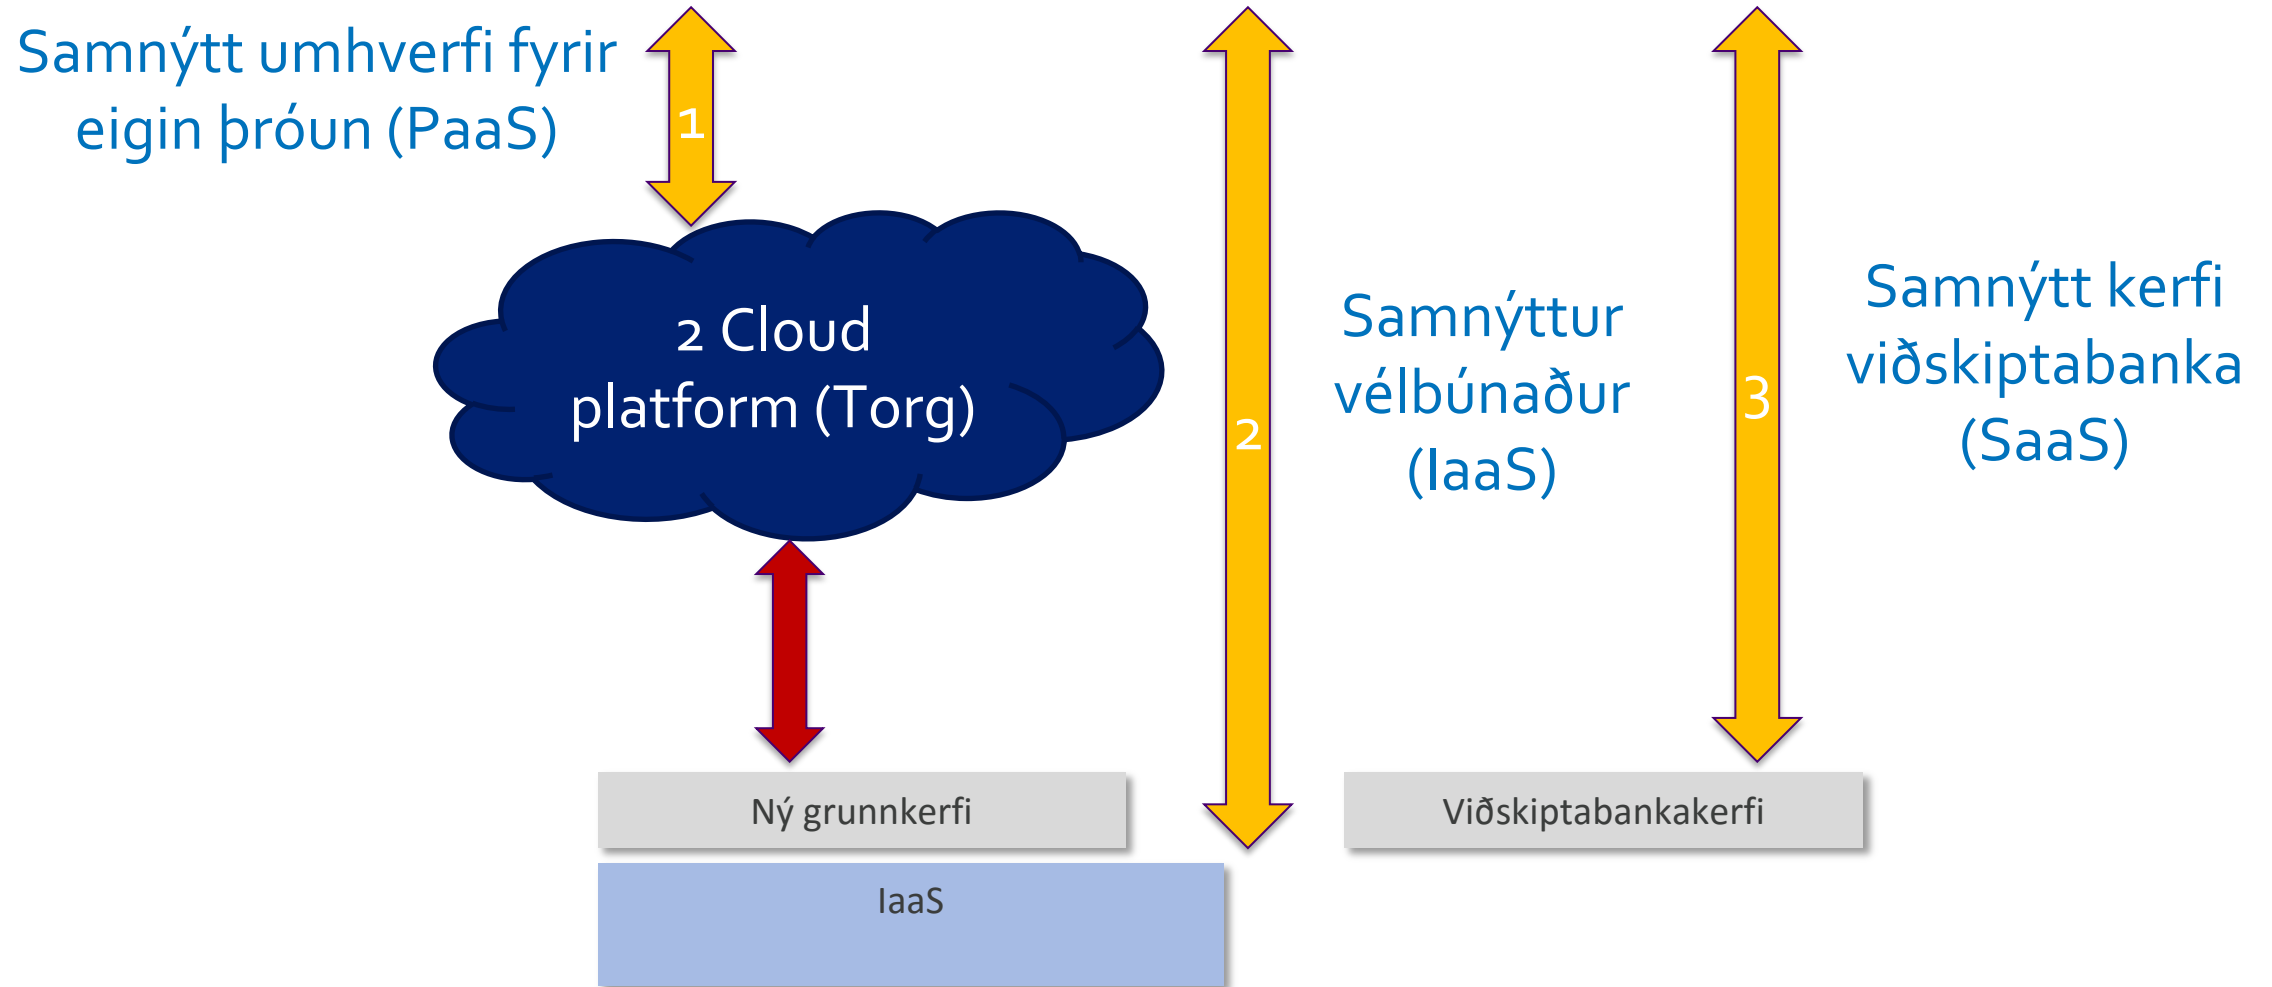 Samnýtt umhverfi fyrir
eigin þróun (PaaS)
1
2 Cloud
platform (Torg)
2
Samnýttur
vélbúnaður
(IaaS)
3
Samnýtt kerfi
viðskiptabanka
(SaaS)
Ný grunnkerfi
Viðskiptabankakerfi
IaaS